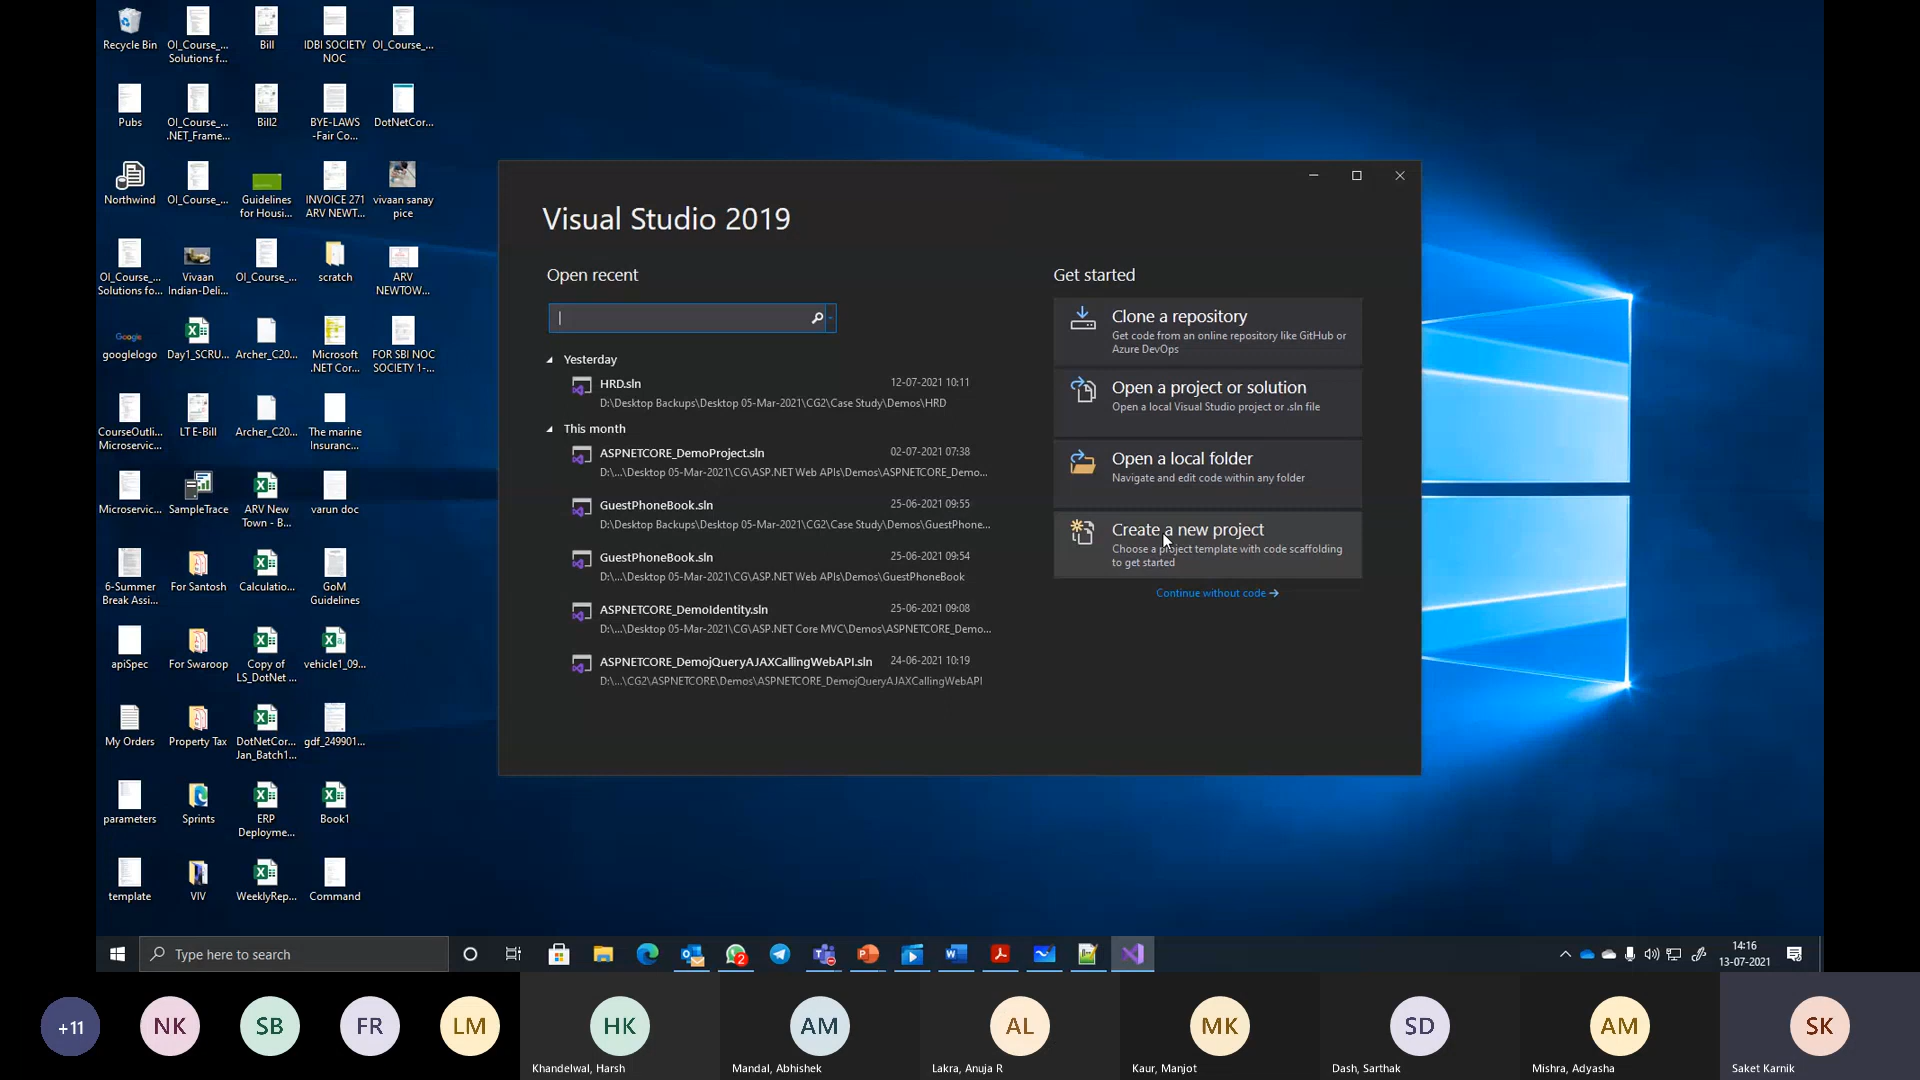 Recycle Bin
OI_Course_...
Solutions f...
Bill
IDBI SOCIETY
NOC
OI_Course_...
Pubs
OI_Course_...
.NET_Frame...
Bill2
BYE-LAWS
-Fair Co...
DotNetCor...
Northwind
OI_Course_...
Guidelines
for Housi...
INVOICE 271
ARV NEWT...
vivaan sanay
pice
OI_Course_...
Solutions fo...
Vivaan
Indian-Deli...
OI_Course_...
scratch
ARV
NEWTOW...
Google
googlelogo
Day1_SCRU...
Archer_C20...
Microsoft
.NET Cor...
FOR SBI NOC
SOCIETY 1-...
CourseOutli...
Microservic...
LT E-Bill
Archer_C20...
The marine
Insuranc...
Microservic...
SampleTrace
ARV New
Town - B...
varun doc
6-Summer
Break Assi...
For Santosh
Calculatio...
GoM
Guidelines
apiSpec
For Swaroop
Copy of
LS_DotNet ...
vehicle1_09...
My Orders
Property Tax
DotNetCor...
Jan_Batch1...
gdf_249901...
parameters
Sprints
ERP
Deployme...
Book1
template
VIV
WeeklyRep...
Command
Visual Studio 2019
Open recent
Yesterday
HRD.sln
12-07-2021 10:11
D:\Desktop Backups\Desktop 05-Mar-2021\CG2\Case Study\Demos\HRD
This month
ASPNETCORE_DemoProject.sln
02-07-2021 07:38
D:\...\Desktop 05-Mar-2021\CG\ASP.NET Web APIs\Demos\ASPNETCORE_Demo...
GuestPhoneBook.sln
25-06-2021 09:55
D:\Desktop Backups\Desktop 05-Mar-2021\CG2\Case Study\Demos\GuestPhone...
GuestPhoneBook.sln
25-06-2021 09:54
D:\...\Desktop 05-Mar-2021\CG\ASP.NET Web APIs\Demos\GuestPhoneBook
ASPNETCORE_DemoIdentity.sln
25-06-2021 09:08
D:\...\Desktop 05-Mar-2021\CG\ASP.NET Core MVC\Demos\ASPNETCORE_Demo...
ASPNETCORE_DemojQueryAJAXCallingWebAPI.sln
24-06-2021 10:19
D:\...\CG2\ASPNETCORE\Demos\ASPNETCORE_DemojQueryAJAXCallingWebAPI
Get started
Clone a repository
Get code from an online repository like GitHub or
Azure DevOps
Open a project or solution
Open a local Visual Studio project or .sln file
Open a local folder
Navigate and edit code within any folder
Create a new project
Choose a project template with code scaffolding
to get started
Continue without code →
Type here to search
2
14:16
13-07-2021
+11
NK
SB
FR
LM
HK
Khandelwal, Harsh
AM
Mandal, Abhishek
AL
Lakra, Anuja R
MK
Kaur, Manjot
SD
Dash, Sarthak
AM
Mishra, Adyasha
SK
Saket Karnik